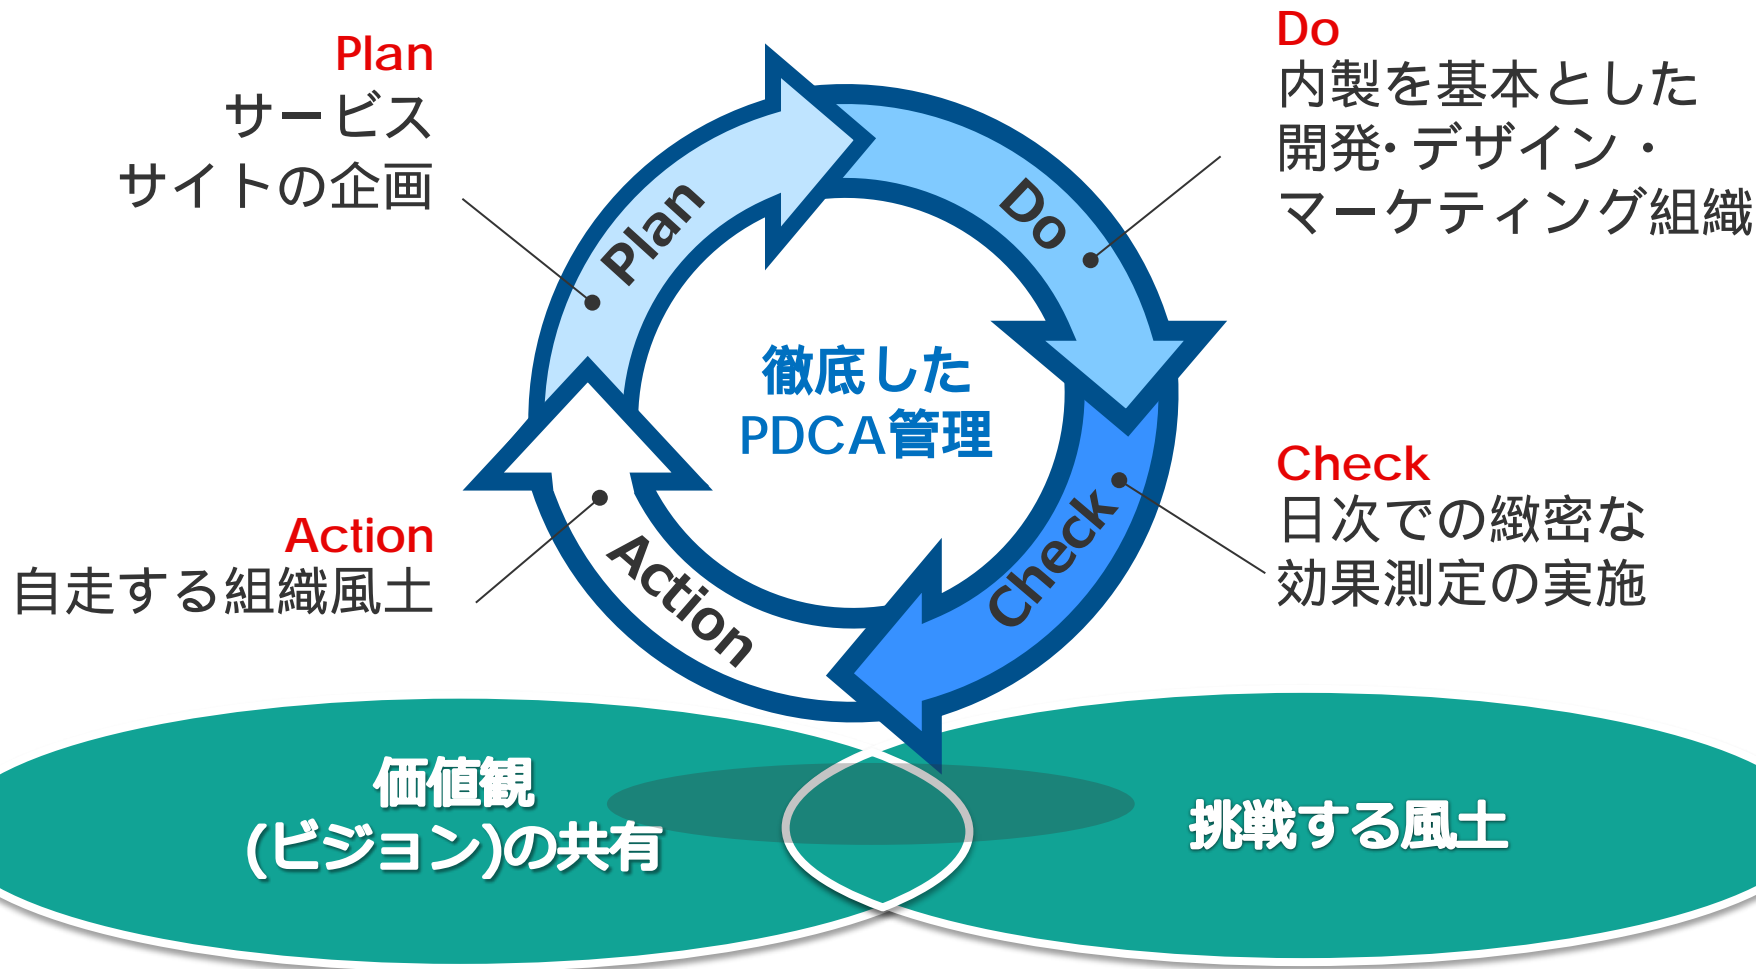 Plan
サービス
サイトの企画
Do
内製を基本とした
開発・デザイン・
マーケティング組織
Plan
Do
徹底した
PDCA管理
Check
日次での緻密な
効果測定の実施
Action
自走する組織風土
Check
Action
価値観
(ビジョン)の共有
挑戦する風土